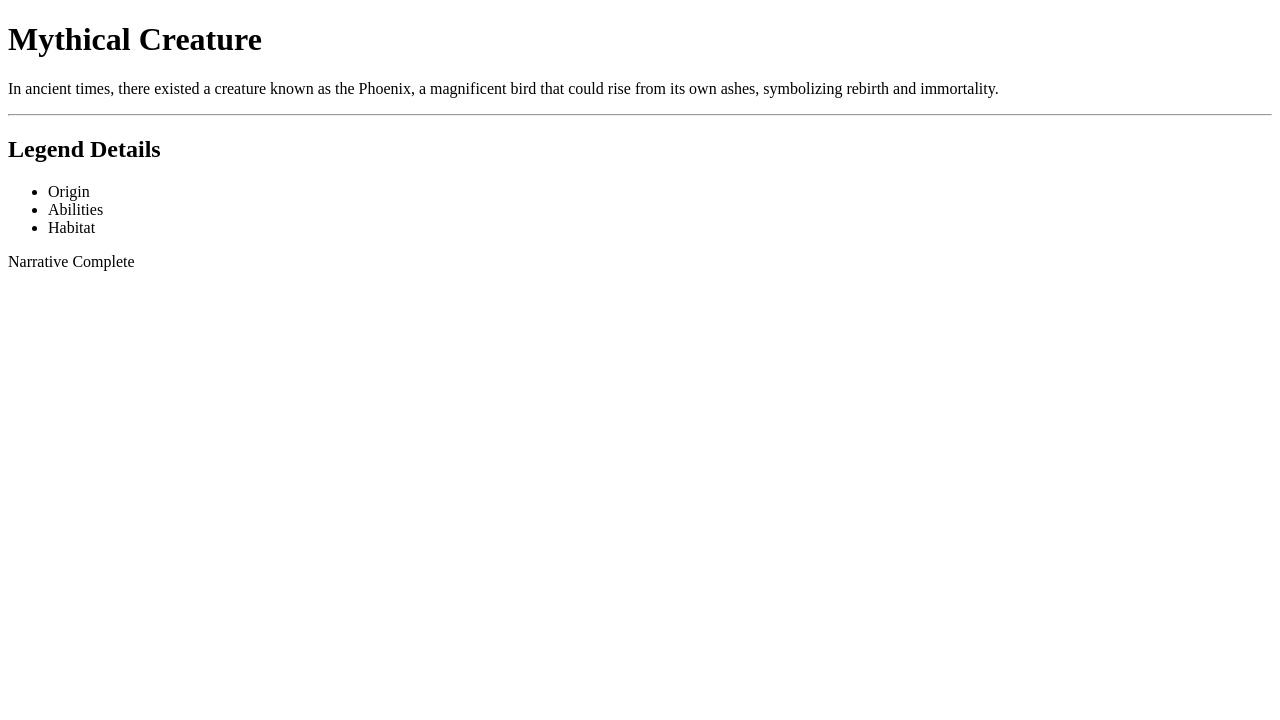 Mythical Creature
In ancient times, there existed a creature known as the Phoenix, a magnificent bird that could rise from its own ashes, symbolizing rebirth and immortality.
Legend Details
Origin
Abilities
Habitat
Narrative Complete